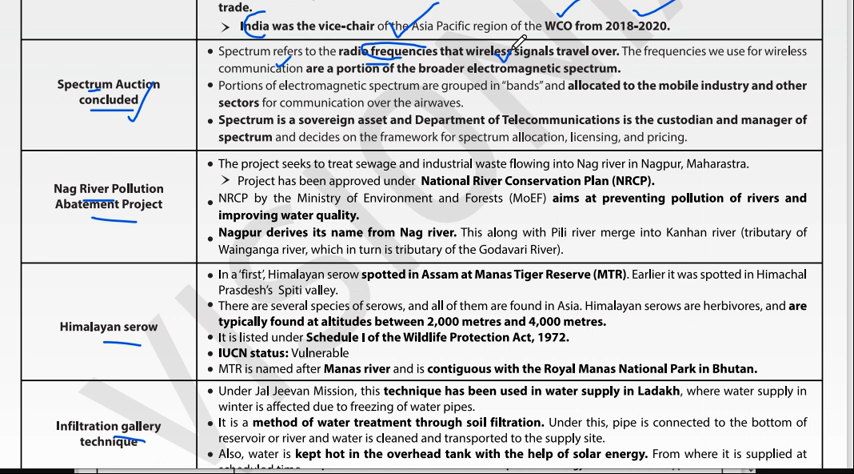 trade.
➢ India was the vice-chair of the Asia Pacific region of the WCO from 2018-2020.
Spectrum Auction
concluded
• Spectrum refers to the radio frequencies that wireless signals travel over. The frequencies we use for wireless
communication are a portion of the broader electromagnetic spectrum.
• Portions of electromagnetic spectrum are grouped in "bands" and allocated to the mobile industry and other
sectors for communication over the airwaves.
• Spectrum is a sovereign asset and Department of Telecommunications is the custodian and manager of
spectrum and decides on the framework for spectrum allocation, licensing, and pricing.
Nag River Pollution
Abatement Project
• The project seeks to treat sewage and industrial waste flowing into Nag river in Nagpur, Maharastra.
➢ Project has been approved under National River Conservation Plan (NRCP).
• NRCP by the Ministry of Environment and Forests (MoEF) aims at preventing pollution of rivers and
improving water quality.
• Nagpur derives its name from Nag river. This along with Pili river merge into Kanhan river (tributary of
Wainganga river, which in turn is tributary of the Godavari River).
Himalayan serow
• In a 'first', Himalayan serow spotted in Assam at Manas Tiger Reserve (MTR). Earlier it was spotted in Himachal
Prasdesh's Spiti valley.
• There are several species of serows, and all of them are found in Asia. Himalayan serows are herbivores, and are
typically found at altitudes between 2,000 metres and 4,000 metres.
• It is listed under Schedule I of the Wildlife Protection Act, 1972.
• IUCN status: Vulnerable
• MTR is named after Manas river and is contiguous with the Royal Manas National Park in Bhutan.
Infiltration gallery
technique
• Under Jal Jeevan Mission, this technique has been used in water supply in Ladakh, where water supply in
winter is affected due to freezing of water pipes.
• It is a method of water treatment through soil filtration. Under this, pipe is connected to the bottom of
reservoir or river and water is cleaned and transported to the supply site.
• Also, water is kept hot in the overhead tank with the help of solar energy. From where it is supplied at
scheduled time.
VISION